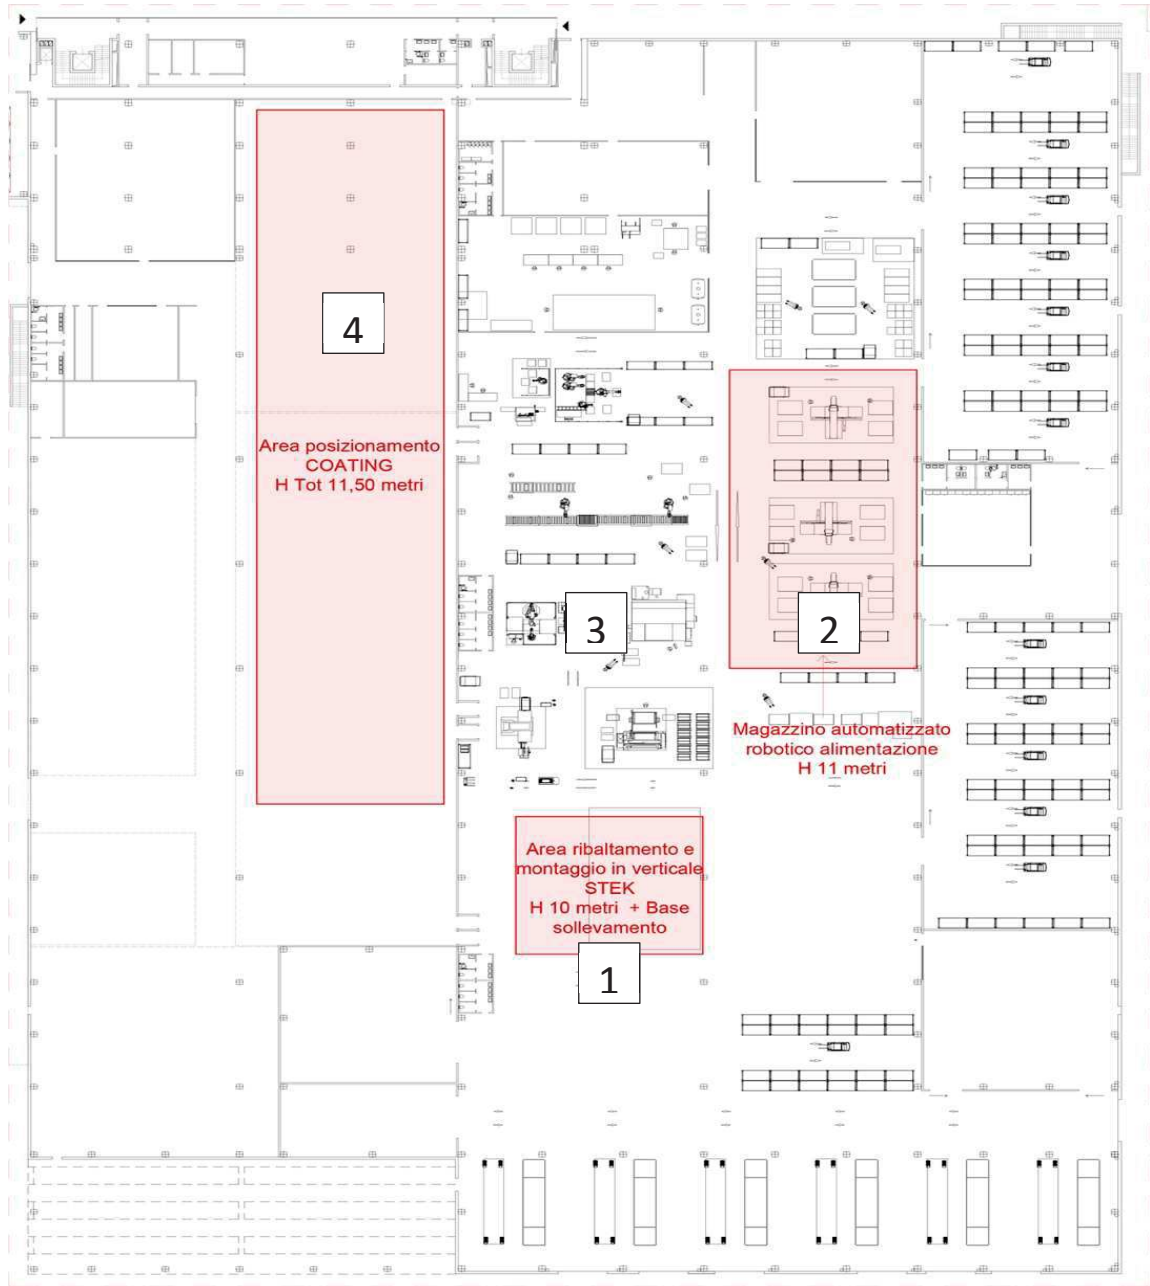 4
Area posizionamento
COATING
H Tot 11,50 metri
3
2
Magazzino automatizzato
robotico alimentazione
H 11 metri
Area ribaltamento e
montaggio in verticale
STEK
H 10 metri + Base
sollevamento
1